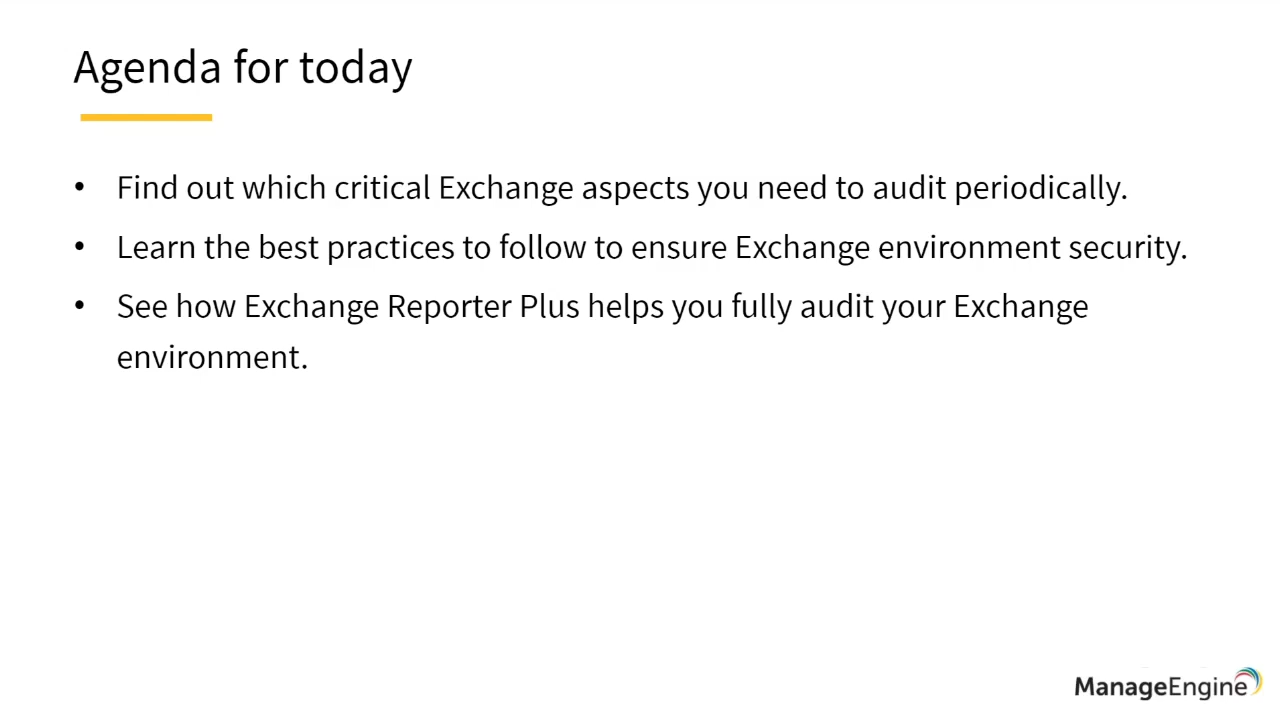 Agenda for today
• Find out which critical Exchange aspects you need to audit periodically.
• Learn the best practices to follow to ensure Exchange environment security.
• See how Exchange Reporter Plus helps you fully audit your Exchange
environment.
ManageEngine